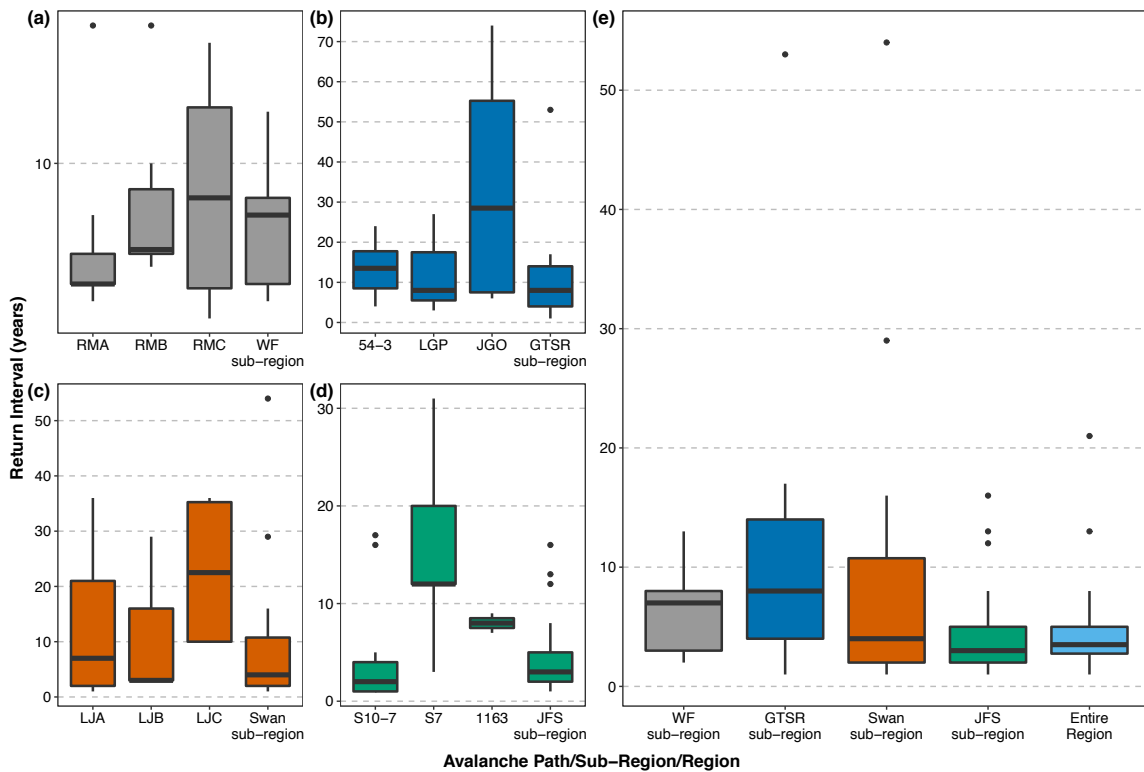 (a)
10
RMA RMB RMC WF
sub−region
(b)
70
60
50
40
30
20
10
0
54−3 LGP JGO GTSR
sub−region
(c)
50
40
30
20
10
0
LJA LJB LJC Swan
sub−region
(d)
30
20
10
0
S10−7 S7 1163 JFS
sub−region
(e)
50
40
30
20
10
0
WF GTSR Swan JFS Entire
sub−region sub−region sub−region sub−region Region
Return Interval (years)
Avalanche Path/Sub−Region/Region